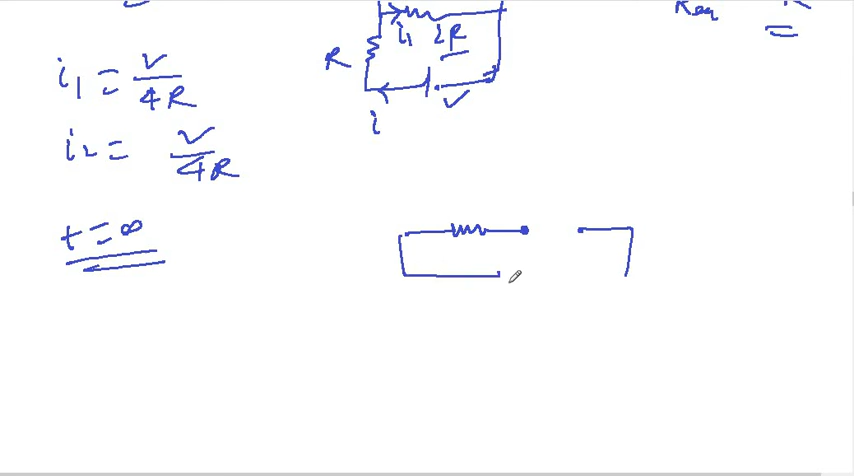 Req
R
i₁ 2R
i₁ = V/4R
V
i
i₂ = V/4R
t = ∞